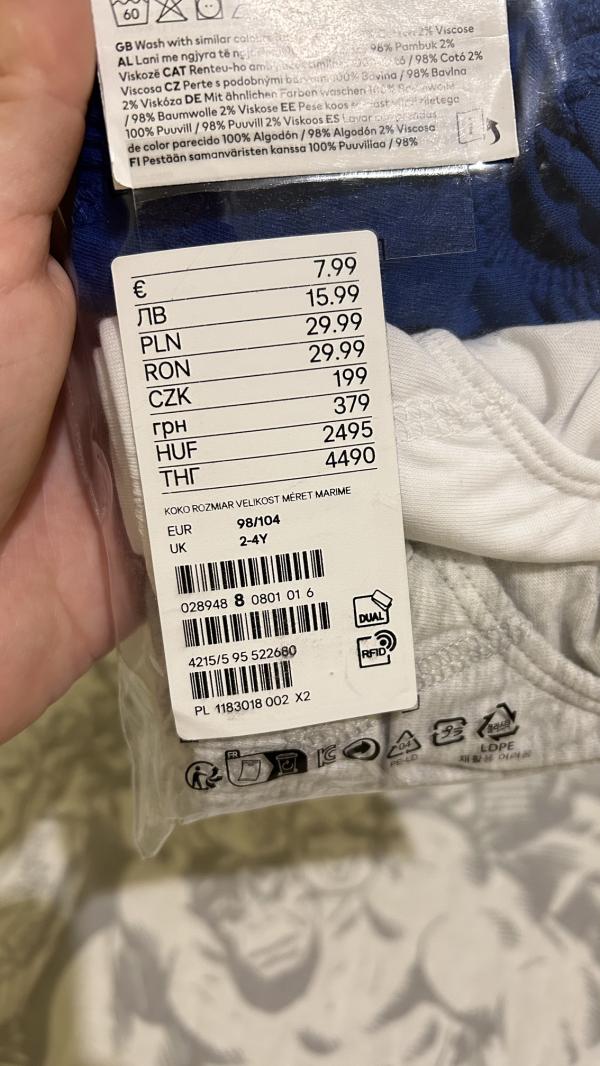 60
GB Wash with similar colours 2% Viscose
AL Lani me ngjyra të 98% Pambuk 2%
Viskozë CAT Renteu-ho amb / 98% Cotó 2%
Viscosa CZ Perte s podobnými barvami 100% Bavlna / 98% Bavlna
2% Viskóza DE Mit ähnlichen Farben waschen
/ 98% Baumwolle 2% Viskose EE Pese koos
100% Puuvill / 98% Puuvill 2% Viskoos ES Lavar
de color parecido 100% Algodón / 98% Algodón 2% Viscosa
FI Pestään samanväristen kanssa 100% Puuvillaa / 98%
€ 7.99
ЛВ 15.99
PLN 29.99
RON 29.99
CZK 199
грн 379
HUF 2495
ТНГ 4490
KOKO ROZMIAR VELIKOST MÉRET MARIME
EUR 98/104
UK 2-4Y
028948 8 0801 01 6
DUAL
4215/5 95 522680
RFID
PL 1183018 002 X2
FR
04
PE-LD
LDPE